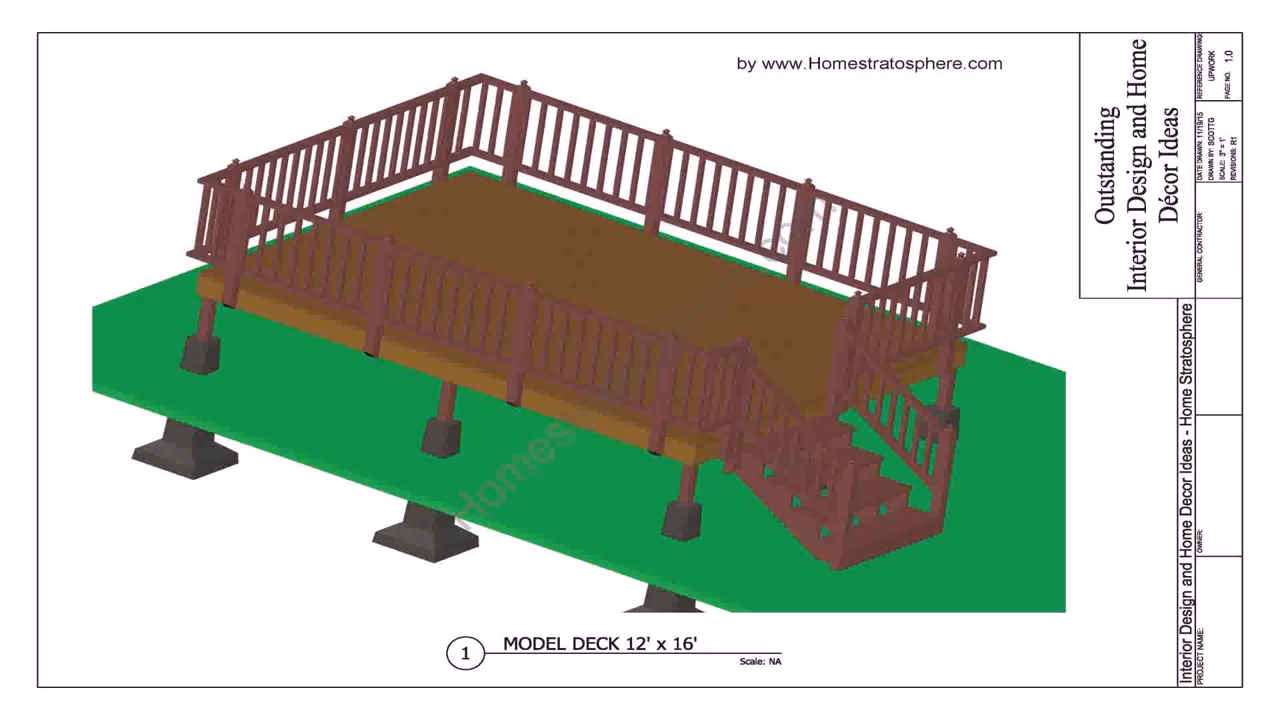 by www.Homestratosphere.com
Outstanding
Interior Design and Home
Décor Ideas
REFERENCE DRAWING:
UPWORK
PAGE NO. 1.0
DATE DRAWN: 11/19/15
DRAWN BY: SCOTTG
SCALE: 3" = 1'
REVISIONS: R1
GENERAL CONTRACTOR:
Interior Design and Home Decor Ideas - Home Stratosphere
OWNER:
PROJECT NAME:
Homes
1
MODEL DECK 12' x 16'
Scale: NA